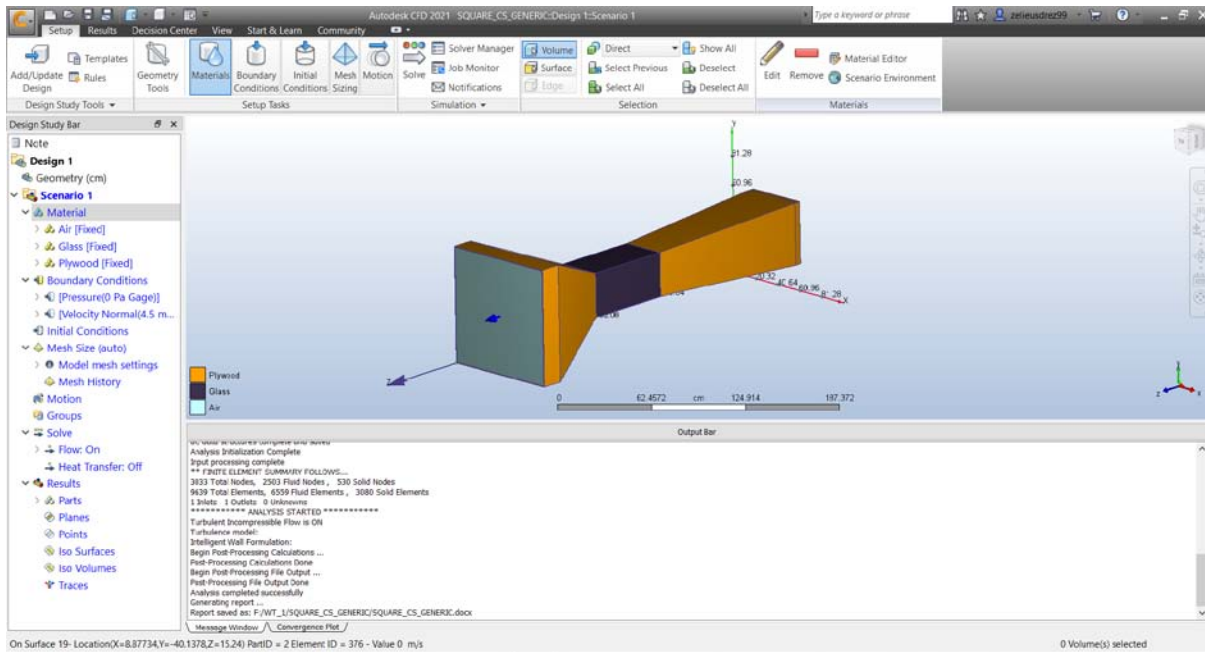 Autodesk CFD 2021 SQUARE_CS_GENERIC::Design 1::Scenario 1
Type a keyword or phrase
zelieusdrez99
Setup Results Decision Center View Start & Learn Community
Add/Update Design
Templates
Rules
Geometry Tools
Materials
Boundary Conditions
Initial Conditions
Mesh Sizing
Motion
Solve
Solver Manager
Job Monitor
Notifications
Volume
Surface
Edge
Direct
Select Previous
Select All
Show All
Deselect
Deselect All
Edit
Remove
Material Editor
Scenario Environment
Design Study Tools
Setup Tasks
Simulation
Selection
Materials
Design Study Bar
Note
Design 1
Geometry (cm)
Scenario 1
Material
Air [Fixed]
Glass [Fixed]
Plywood [Fixed]
Boundary Conditions
[Pressure(0 Pa Gage)]
[Velocity Normal(4.5 m...
Initial Conditions
Mesh Size (auto)
Model mesh settings
Mesh History
Motion
Groups
Solve
Flow: On
Heat Transfer: Off
Results
Parts
Planes
Points
Iso Surfaces
Iso Volumes
Traces
Y
81.28
60.96
X
Z
Plywood
Glass
Air
0 62.4572 cm 124.914 187.372
Output Bar
Analysis Initialization Complete
Input processing complete
** FINITE ELEMENT SUMMARY FOLLOWS...
3033 Total Nodes, 2503 Fluid Nodes , 530 Solid Nodes
9639 Total Elements, 6559 Fluid Elements , 3080 Solid Elements
1 Inlets 1 Outlets 0 Unknowns
*********** ANALYSIS STARTED ***********
Turbulent Incompressible Flow is ON
Turbulence model:
Intelligent Wall Formulation:
Begin Post-Processing Calculations ...
Post-Processing Calculations Done
Begin Post-Processing File Output ...
Post-Processing File Output Done
Analysis completed successfully
Generating report ...
Report saved as: F:/WT_1/SQUARE_CS_GENERIC/SQUARE_CS_GENERIC.docx
Message Window Convergence Plot
On Surface 19- Location(X=8.87734,Y=-40.1378,Z=15.24) PartID = 2 Element ID = 376 - Value 0 m/s
0 Volume(s) selected